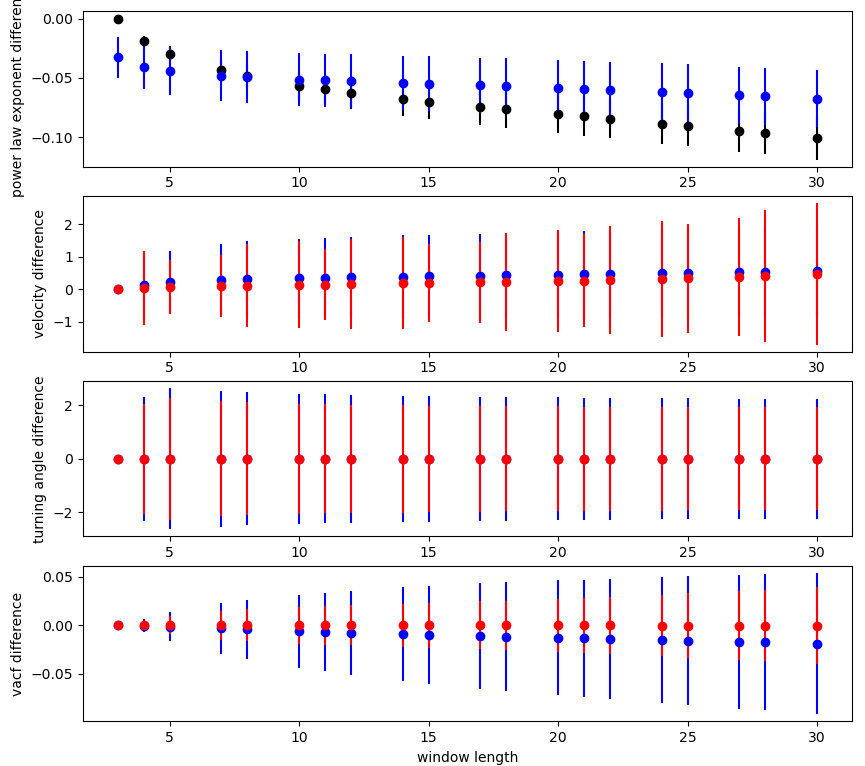 power law exponent differen
0.00
−0.05
−0.10
5 10 15 20 25 30
velocity difference
2
1
0
−1
5 10 15 20 25 30
turning angle difference
2
0
−2
5 10 15 20 25 30
vacf difference
0.05
0.00
−0.05
5 10 15 20 25 30
window length